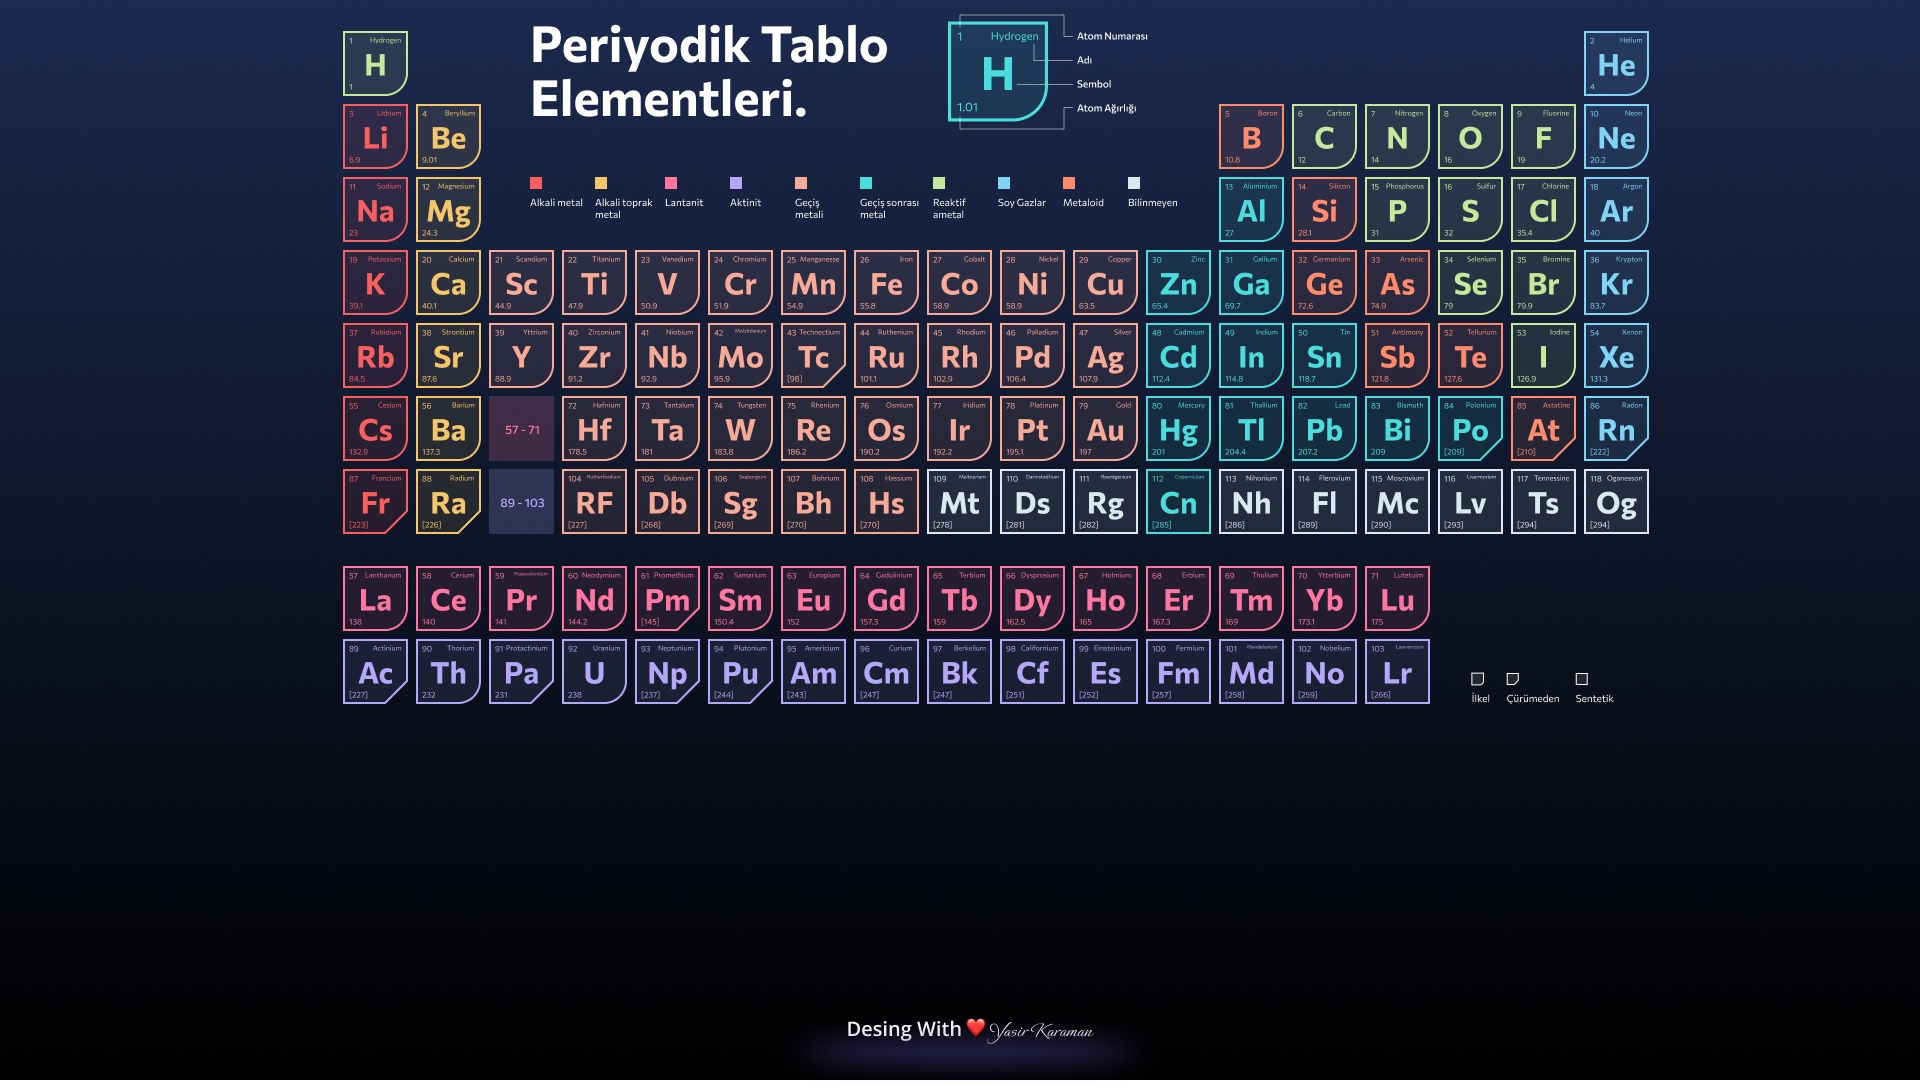 Periyodik Tablo
Elementleri.
1 Hydrogen
H
1.01
Atom Numarası
Adı
Sembol
Atom Ağırlığı
1 Hydrogen H 1
2 Helium He 4
3 Lithium Li 6.9
4 Beryllium Be 9.01
5 Boron B 10.8
6 Carbon C 12
7 Nitrogen N 14
8 Oxygen O 16
9 Fluorine F 19
10 Neon Ne 20.2
11 Sodium Na 23
12 Magnesium Mg 24.3
Alkali metal
Alkali toprak metal
Lantanit
Aktinit
Geçiş metali
Geçiş sonrası metal
Reaktif ametal
Soy Gazlar
Metaloid
Bilinmeyen
13 Aluminium Al 27
14 Silicon Si 28.1
15 Phosphorus P 31
16 Sulfur S 32
17 Chlorine Cl 35.4
18 Argon Ar 40
19 Potassium K 39.1
20 Calcium Ca 40.1
21 Scandium Sc 44.9
22 Titanium Ti 47.9
23 Vanadium V 50.9
24 Chromium Cr 51.9
25 Manganesse Mn 54.9
26 Iron Fe 55.8
27 Cobalt Co 58.9
28 Nickel Ni 58.9
29 Copper Cu 63.5
30 Zinc Zn 65.4
31 Gallium Ga 69.7
32 Germanium Ge 72.6
33 Arsenic As 74.9
34 Selenium Se 79
35 Bromine Br 79.9
36 Krypton Kr 83.7
37 Rubidium Rb 84.5
38 Strontium Sr 87.6
39 Yttrium Y 88.9
40 Zirconium Zr 91.2
41 Niobium Nb 92.9
42 Molybdenium Mo 95.9
43 Technectium Tc [98]
44 Ruthenium Ru 101.1
45 Rhodium Rh 102.9
46 Palladium Pd 106.4
47 Silver Ag 107.9
48 Cadmium Cd 112.4
49 Indium In 114.8
50 Tin Sn 118.7
51 Antimony Sb 121.8
52 Tellurium Te 127.6
53 Iodine I 126.9
54 Xenon Xe 131.3
55 Cesium Cs 132.9
56 Barium Ba 137.3
57 - 71
72 Hafnium Hf 178.5
73 Tantalum Ta 181
74 Tungsten W 183.8
75 Rhenium Re 186.2
76 Osmium Os 190.2
77 Iridium Ir 192.2
78 Platinum Pt 195.1
79 Gold Au 197
80 Mercury Hg 201
81 Thallium Tl 204.4
82 Lead Pb 207.2
83 Bismuth Bi 209
84 Polonium Po [209]
85 Astatine At [210]
86 Radon Rn [222]
87 Francium Fr [223]
88 Radium Ra [226]
89 - 103
104 Rutherfordium RF [227]
105 Dubnium Db [268]
106 Seaborgium Sg [269]
107 Bohrium Bh [270]
108 Hassium Hs [270]
109 Meitnerium Mt [278]
110 Darmstadtium Ds [281]
111 Roentgenium Rg [282]
112 Copernicium Cn [285]
113 Nihonium Nh [286]
114 Flerovium Fl [289]
115 Moscovium Mc [290]
116 Livermorium Lv [293]
117 Tennessine Ts [294]
118 Oganesson Og [294]
57 Lanthanum La 138
58 Cerium Ce 140
59 Praseodymium Pr 141
60 Neodymium Nd 144.2
61 Promethium Pm [145]
62 Samarium Sm 150.4
63 Europium Eu 152
64 Gadolinium Gd 157.3
65 Terbium Tb 159
66 Dysprosium Dy 162.5
67 Holmium Ho 165
68 Erbium Er 167.3
69 Thulium Tm 169
70 Ytterbium Yb 173.1
71 Lutetuim Lu 175
89 Actinium Ac [227]
90 Thorium Th 232
91 Protactinium Pa 231
92 Uranium U 238
93 Neptunium Np [237]
94 Plutonium Pu [244]
95 Americium Am [243]
96 Curium Cm [247]
97 Berkelium Bk [247]
98 Californium Cf [251]
99 Einsteinium Es [252]
100 Fermium Fm [257]
101 Mendelevium Md [258]
102 Nobelium No [259]
103 Lawrencium Lr [266]
İlkel
Çürümeden
Sentetik
Desing With ❤️ Yasir Karaman